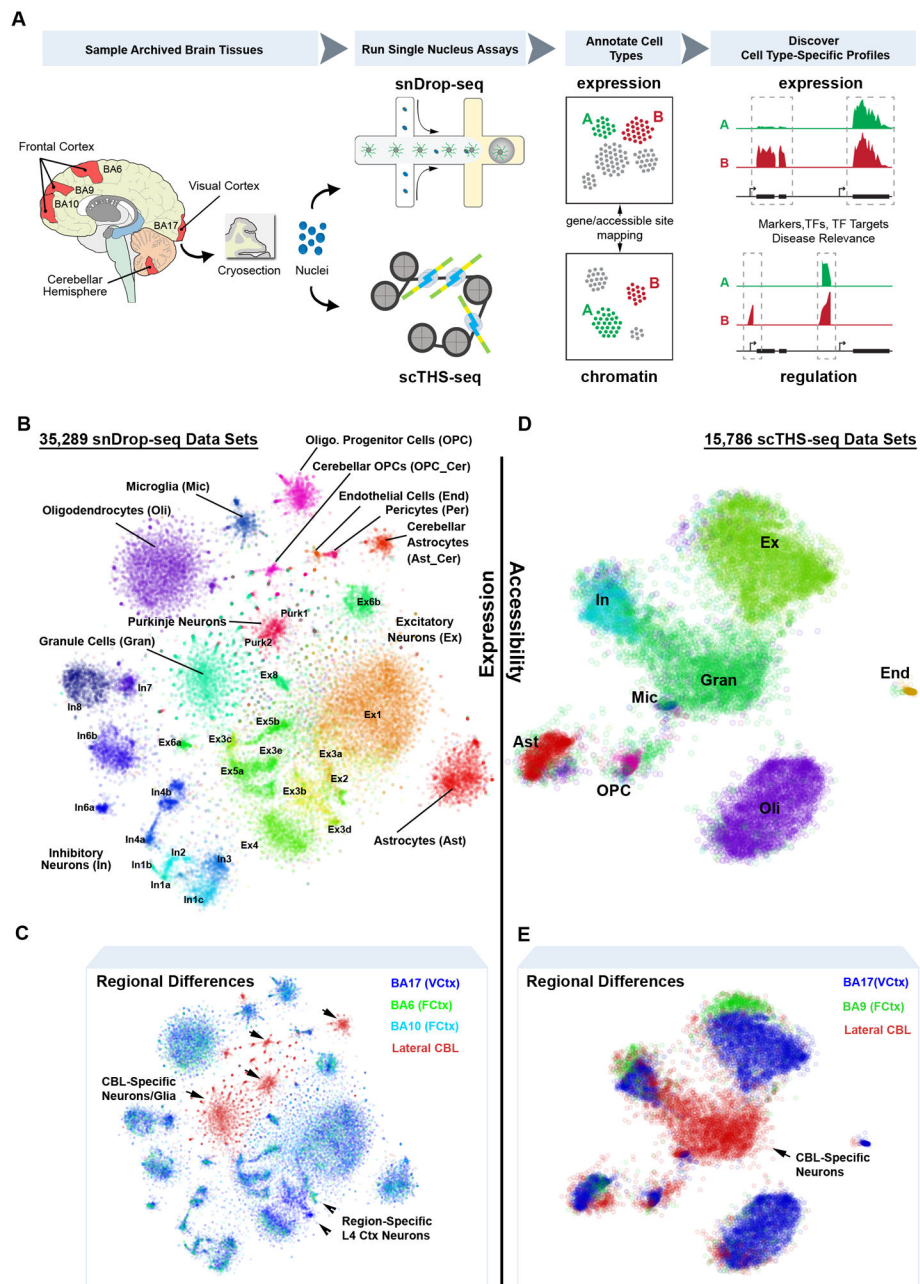 A
Sample Archived Brain Tissues
Run Single Nucleus Assays
Annotate Cell
Types
Discover
Cell Type-Specific Profiles
snDrop-seq
expression
expression
Frontal Cortex
BA6
BA9
BA10
Visual Cortex
BA17
Cerebellar
Hemisphere
Cryosection
Nuclei
A
B
gene/accessible site
mapping
A
B
A
B
Markers,TFs, TF Targets
Disease Relevance
A
B
scTHS-seq
chromatin
regulation
B
35,289 snDrop-seq Data Sets
Oligo. Progenitor Cells (OPC)
Cerebellar OPCs (OPC_Cer)
Microglia (Mic)
Endothelial Cells (End)
Oligodendrocytes (Oli)
Pericytes (Per)
Cerebellar
Astrocytes
(Ast_Cer)
Ex6b
Purk1
Purkinje Neurons
Excitatory
Neurons (Ex)
Purk2
Granule Cells (Gran)
Ex8
In7
In8
Ex1
Ex5b
In6b
Ex6a
Ex3c
Ex3e
Ex3a
Ex5a
Ex2
Ex3b
In4b
In6a
Ex3d
In4a
Ex4
Astrocytes (Ast)
Inhibitory
Neurons (In)
In2
In3
In1b
In1a
In1c
Expression
Accessibility
D
15,786 scTHS-seq Data Sets
Ex
In
Gran
End
Mic
Ast
OPC
Oli
C
Regional Differences
BA17 (VCtx)
BA6 (FCtx)
BA10 (FCtx)
Lateral CBL
CBL-Specific
Neurons/Glia
Region-Specific
L4 Ctx Neurons
E
Regional Differences
BA17(VCtx)
BA9 (FCtx)
Lateral CBL
CBL-Specific
Neurons